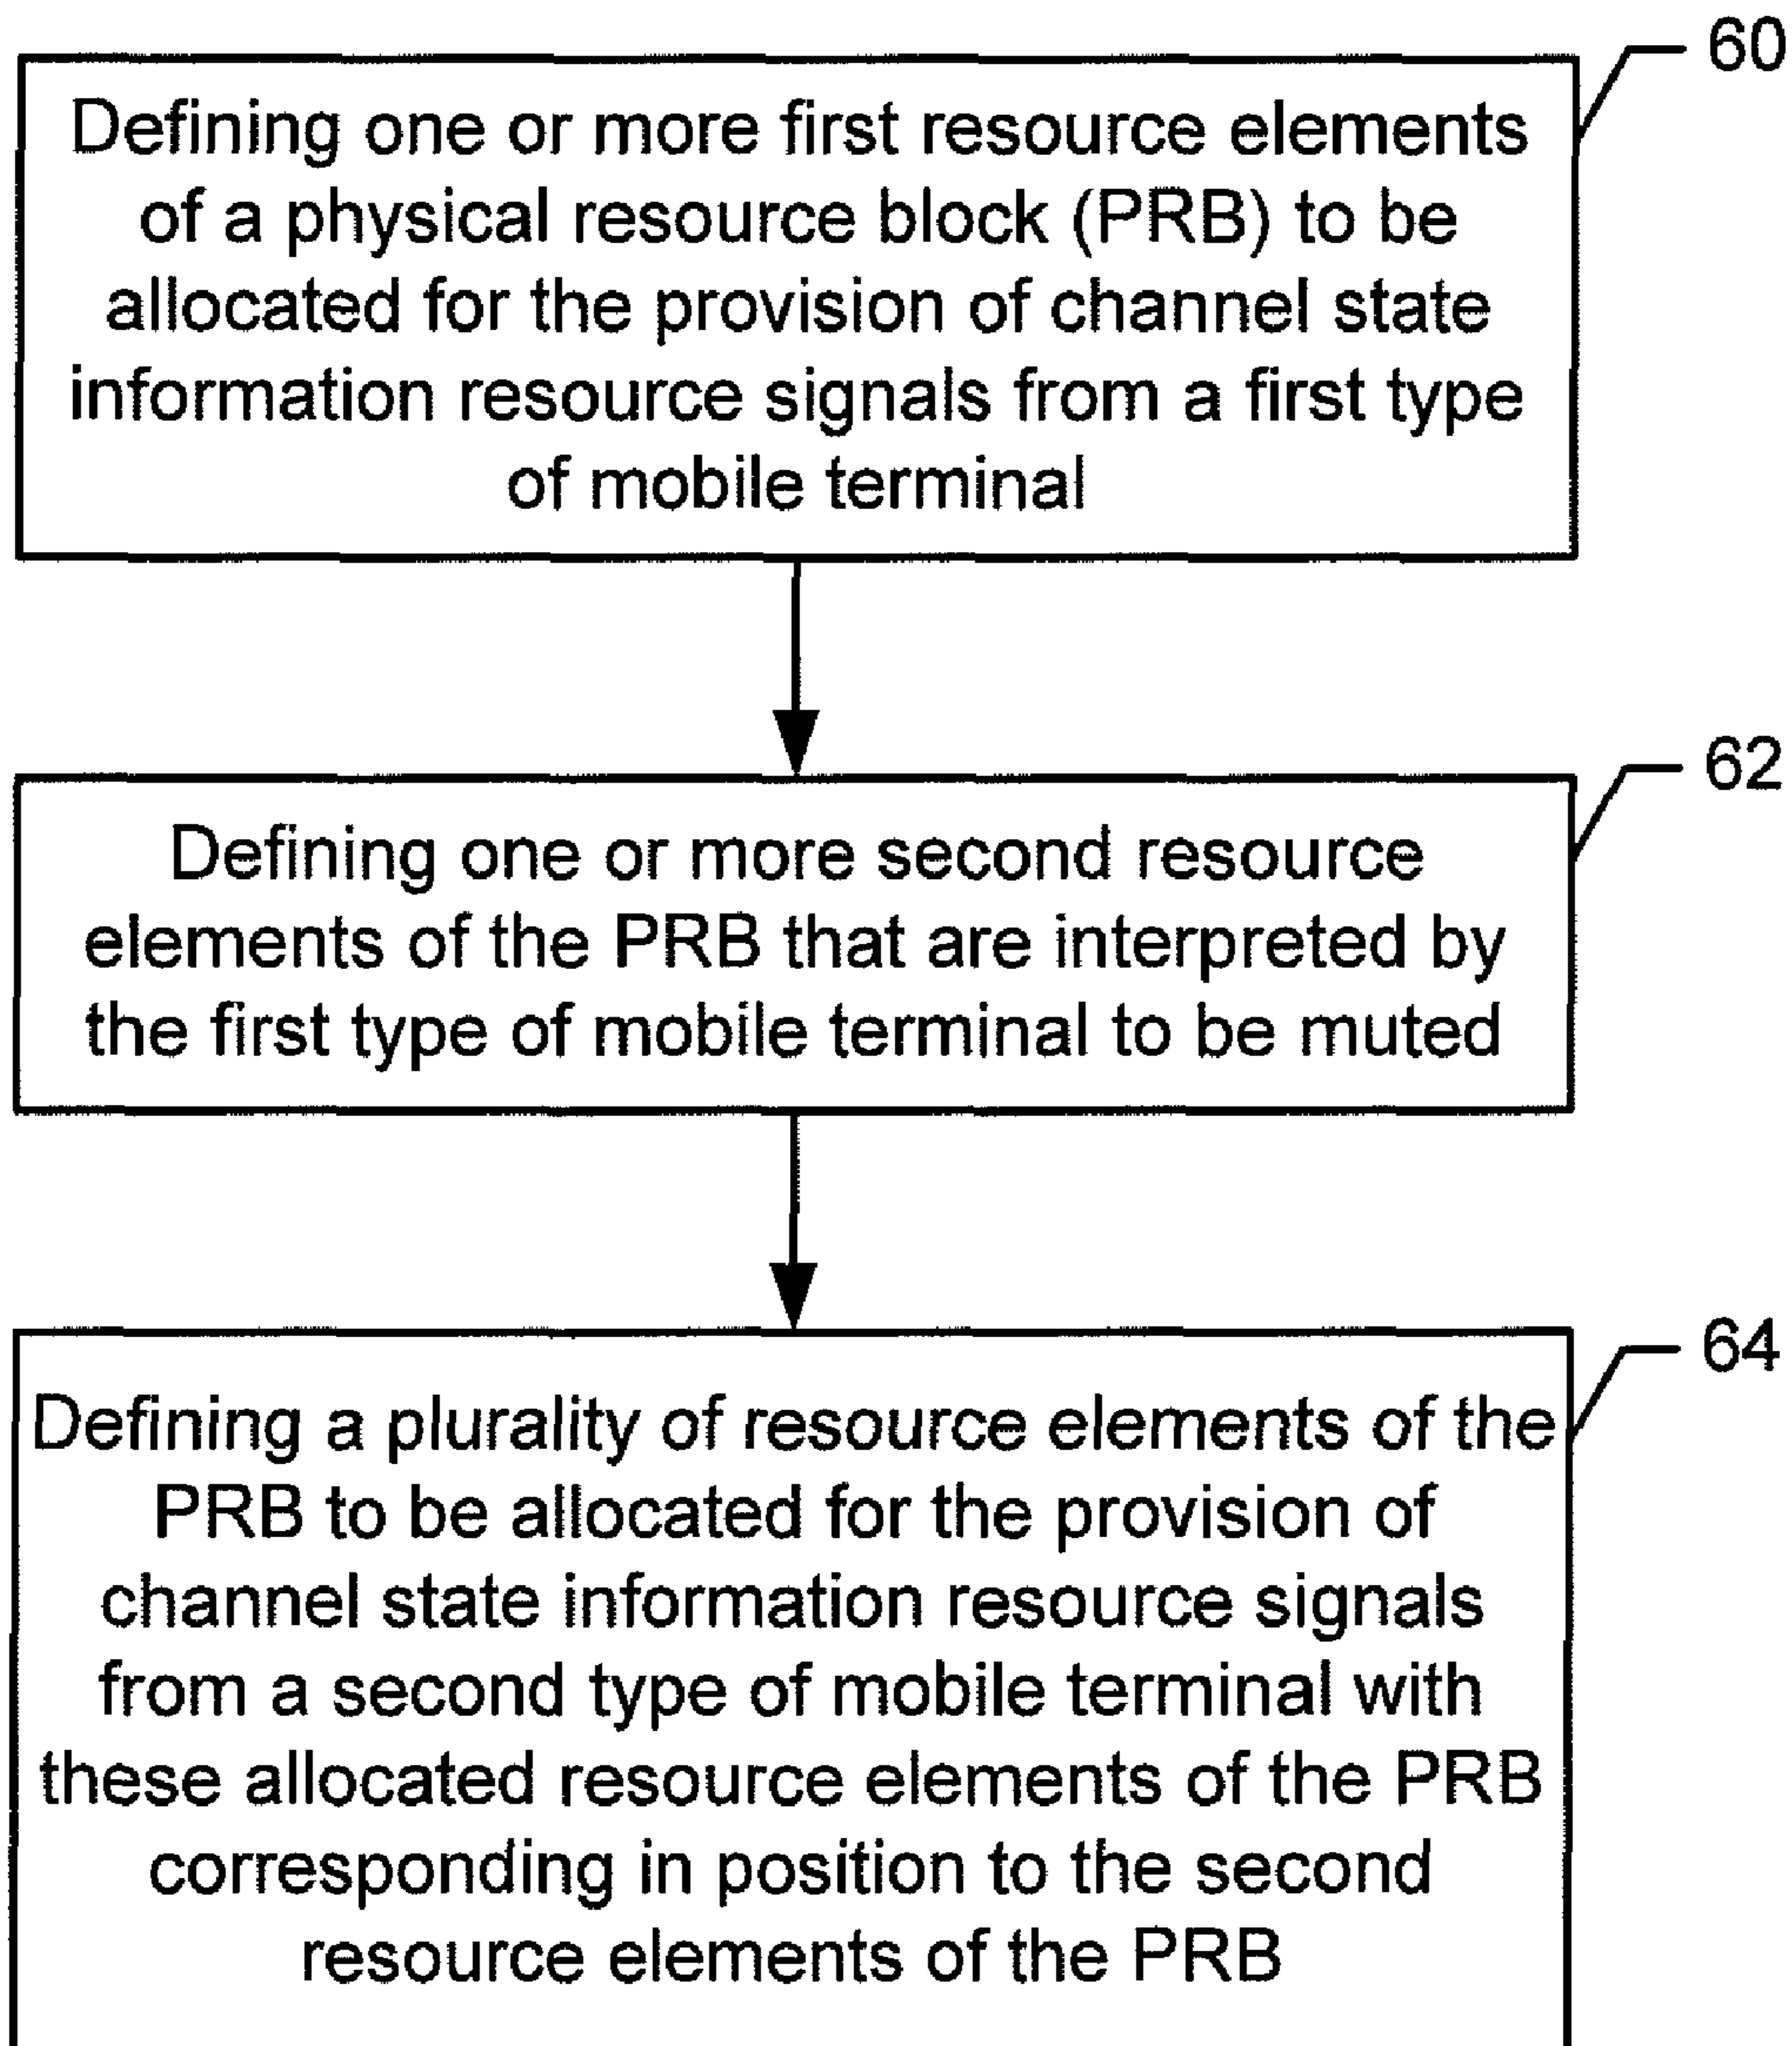 60
Defining one or more first resource elements
of a physical resource block (PRB) to be
allocated for the provision of channel state
information resource signals from a first type
of mobile terminal
62
Defining one or more second resource
elements of the PRB that are interpreted by
the first type of mobile terminal to be muted
64
Defining a plurality of resource elements of the
PRB to be allocated for the provision of
channel state information resource signals
from a second type of mobile terminal with
these allocated resource elements of the PRB
corresponding in position to the second
resource elements of the PRB